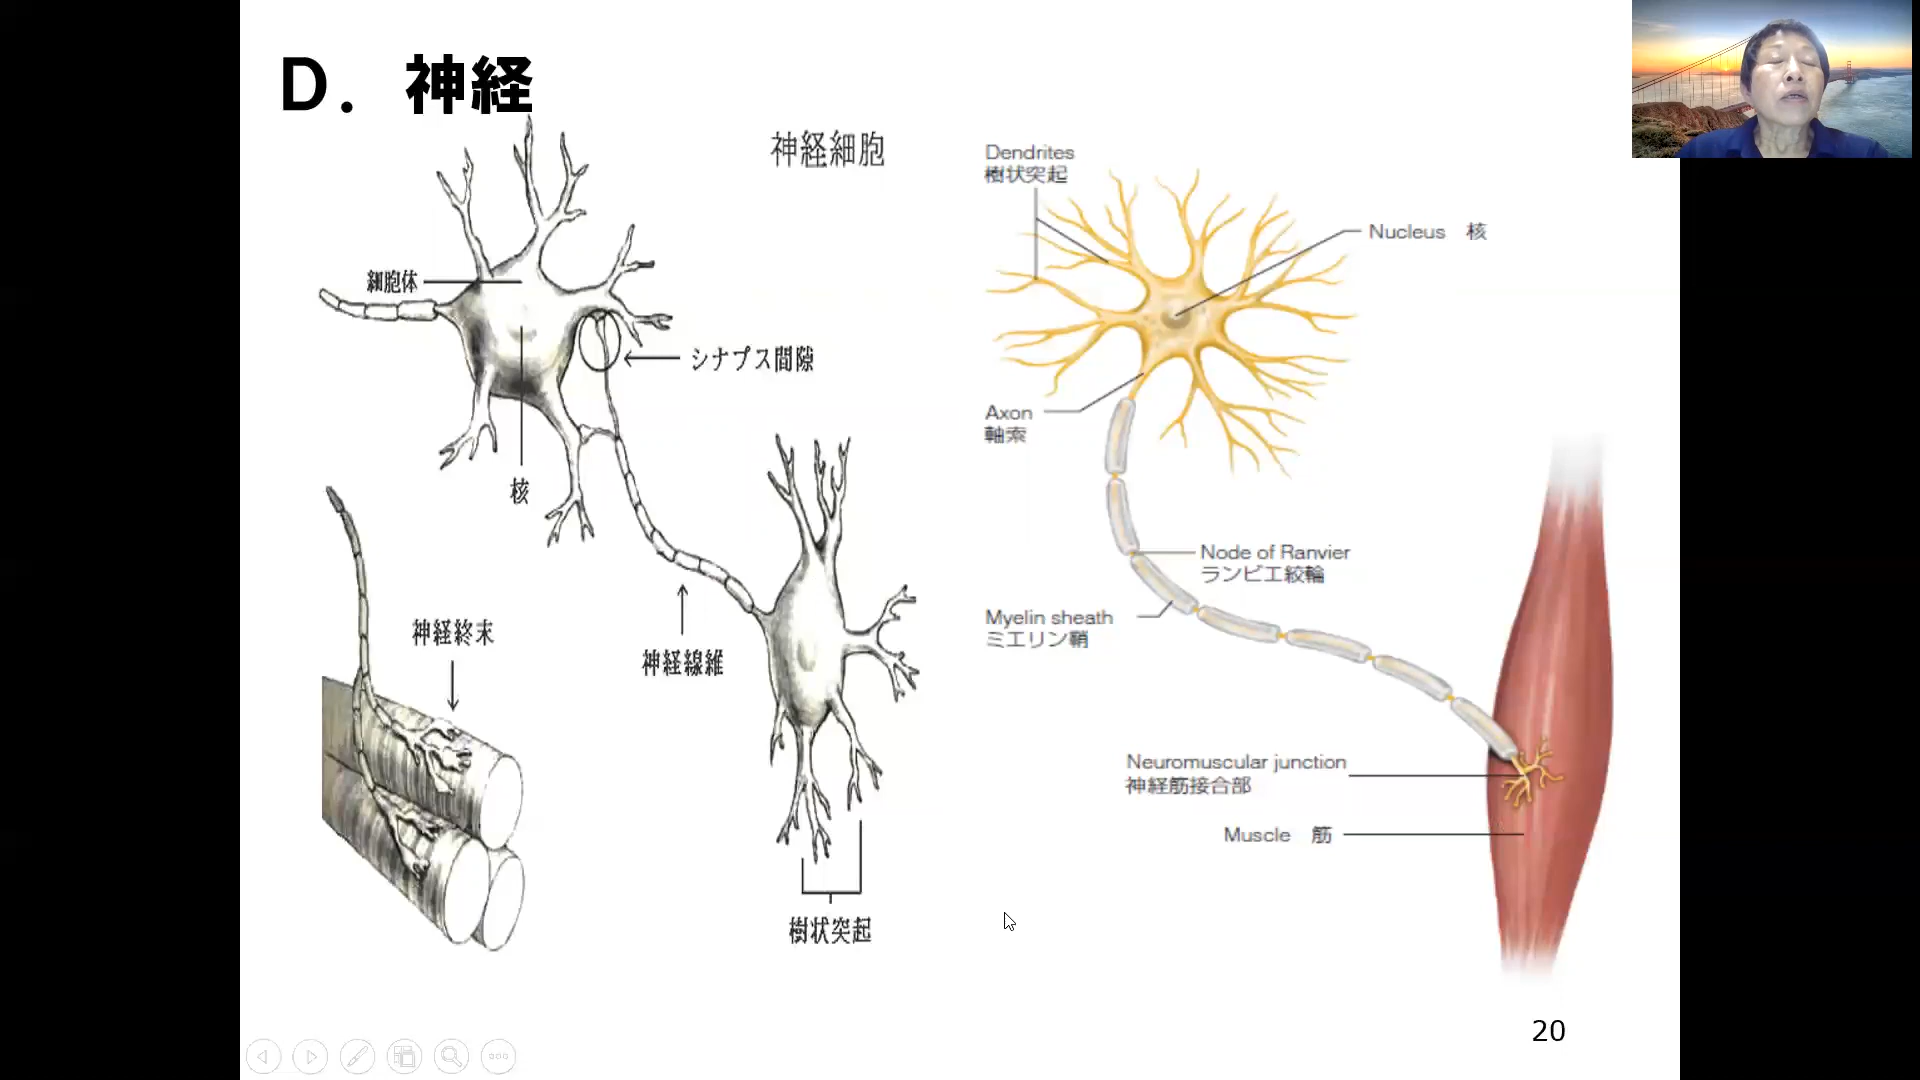 D．神経
神経細胞
細胞体
シナプス間隙
核
神経終末
神経線維
樹状突起
Dendrites
樹状突起
Nucleus 核
Axon
軸索
Node of Ranvier
ランビエ絞輪
Myelin sheath
ミエリン鞘
Neuromuscular junction
神経筋接合部
Muscle 筋
20